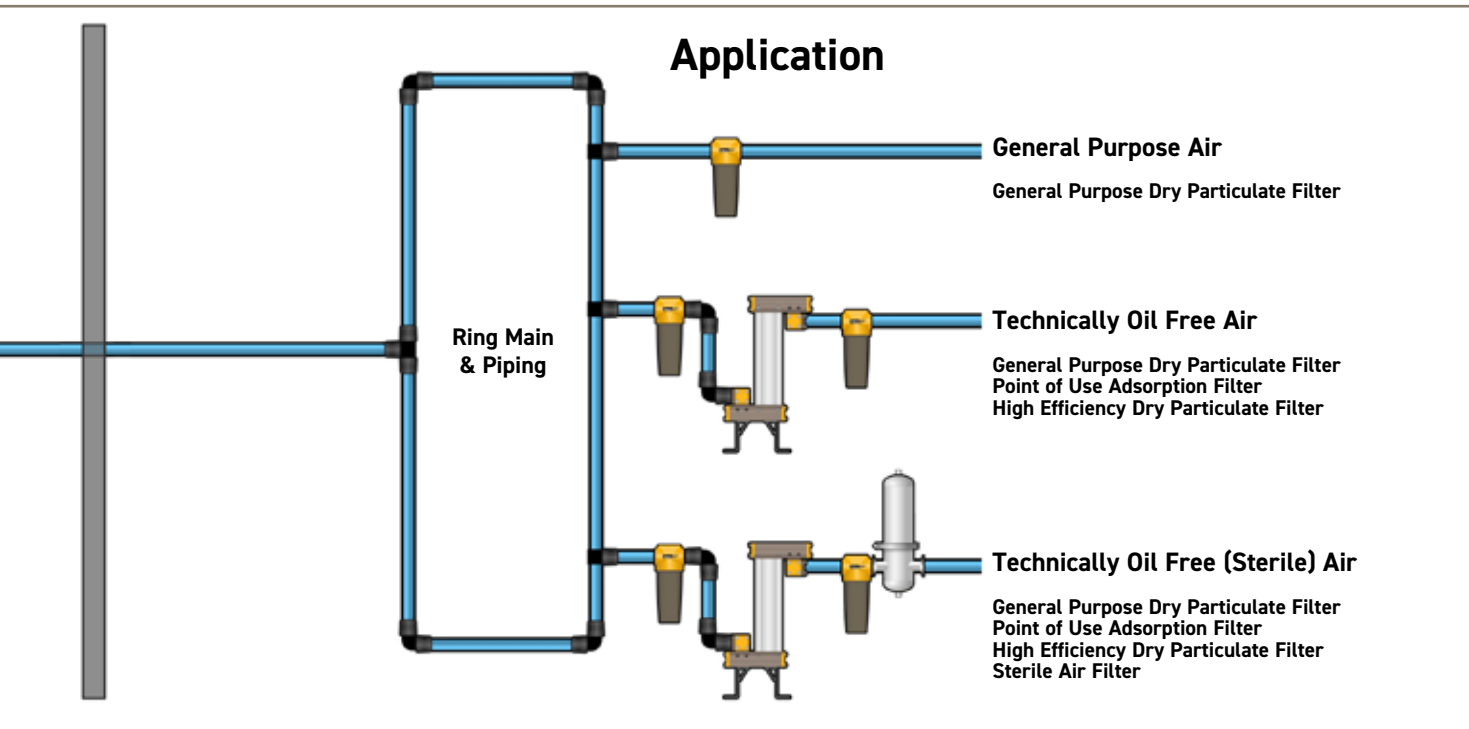 Application
General Purpose Air
General Purpose Dry Particulate Filter
Ring Main
& Piping
Technically Oil Free Air
General Purpose Dry Particulate Filter
Point of Use Adsorption Filter
High Efficiency Dry Particulate Filter
Technically Oil Free (Sterile) Air
General Purpose Dry Particulate Filter
Point of Use Adsorption Filter
High Efficiency Dry Particulate Filter
Sterile Air Filter